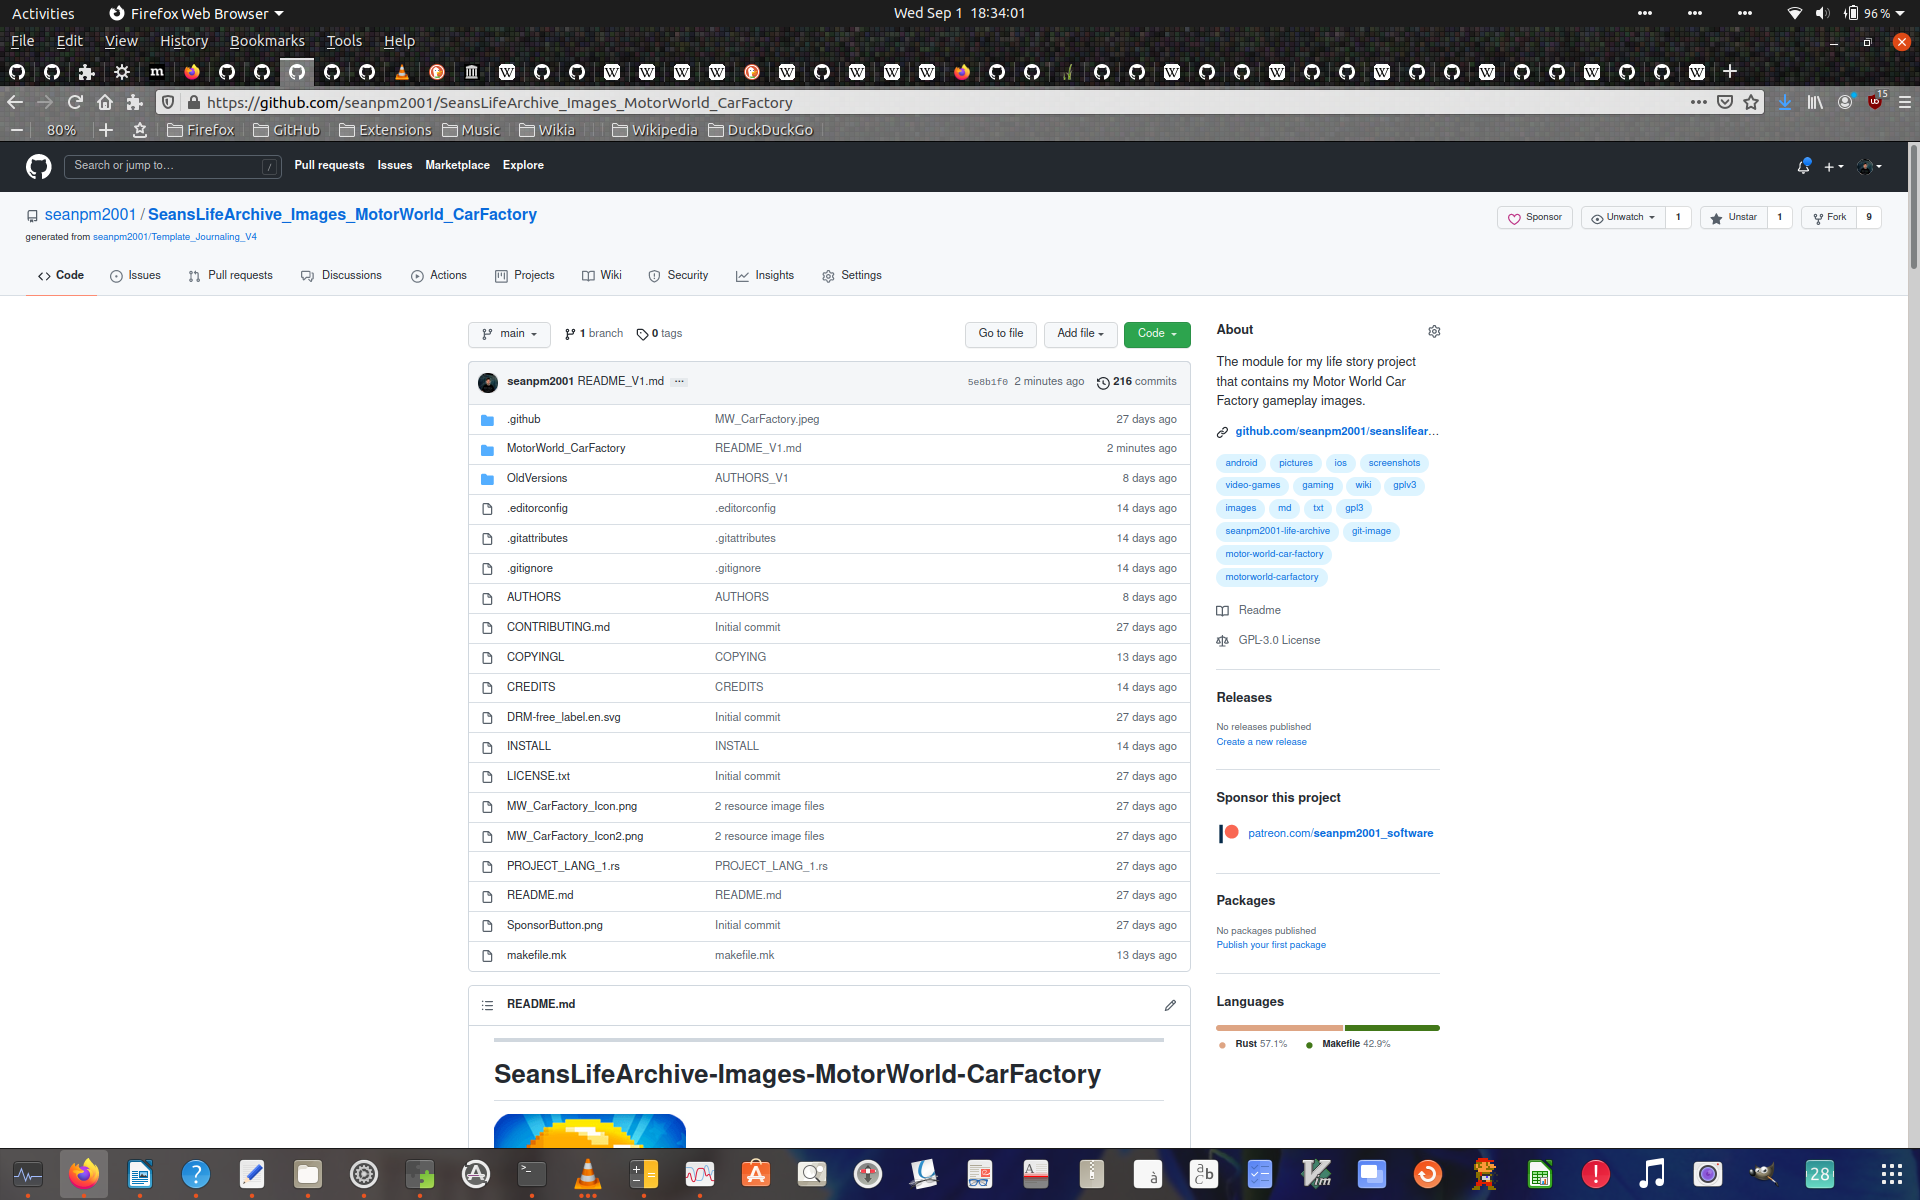 Activities Firefox Web Browser Wed Sep 1 18:34:01 96 %
File Edit View History Bookmarks Tools Help
https://github.com/seanpm2001/SeansLifeArchive_Images_MotorWorld_CarFactory 15
80% Firefox GitHub Extensions Music Wikia Wikipedia DuckDuckGo
Search or jump to... / Pull requests Issues Marketplace Explore
seanpm2001 / SeansLifeArchive_Images_MotorWorld_CarFactory Sponsor Unwatch 1 Unstar 1 Fork 9
generated from seanpm2001/Template_Journaling_V4
Code Issues Pull requests Discussions Actions Projects Wiki Security Insights Settings
main 1 branch 0 tags Go to file Add file Code
seanpm2001 README_V1.md ... 5e8b1f0 2 minutes ago 216 commits
.github MW_CarFactory.jpeg 27 days ago
MotorWorld_CarFactory README_V1.md 2 minutes ago
OldVersions AUTHORS_V1 8 days ago
.editorconfig .editorconfig 14 days ago
.gitattributes .gitattributes 14 days ago
.gitignore .gitignore 14 days ago
AUTHORS AUTHORS 8 days ago
CONTRIBUTING.md Initial commit 27 days ago
COPYINGL COPYING 13 days ago
CREDITS CREDITS 14 days ago
DRM-free_label.en.svg Initial commit 27 days ago
INSTALL INSTALL 14 days ago
LICENSE.txt Initial commit 27 days ago
MW_CarFactory_Icon.png 2 resource image files 27 days ago
MW_CarFactory_Icon2.png 2 resource image files 27 days ago
PROJECT_LANG_1.rs PROJECT_LANG_1.rs 27 days ago
README.md README.md 27 days ago
SponsorButton.png Initial commit 27 days ago
makefile.mk makefile.mk 13 days ago
README.md
SeansLifeArchive-Images-MotorWorld-CarFactory
About
The module for my life story project
that contains my Motor World Car
Factory gameplay images.
github.com/seanpm2001/seanslifear...
android pictures ios screenshots
video-games gaming wiki gplv3
images md txt gpl3
seanpm2001-life-archive git-image
motor-world-car-factory
motorworld-carfactory
Readme
GPL-3.0 License
Releases
No releases published
Create a new release
Sponsor this project
patreon.com/seanpm2001_software
Packages
No packages published
Publish your first package
Languages
Rust 57.1% Makefile 42.9%
28